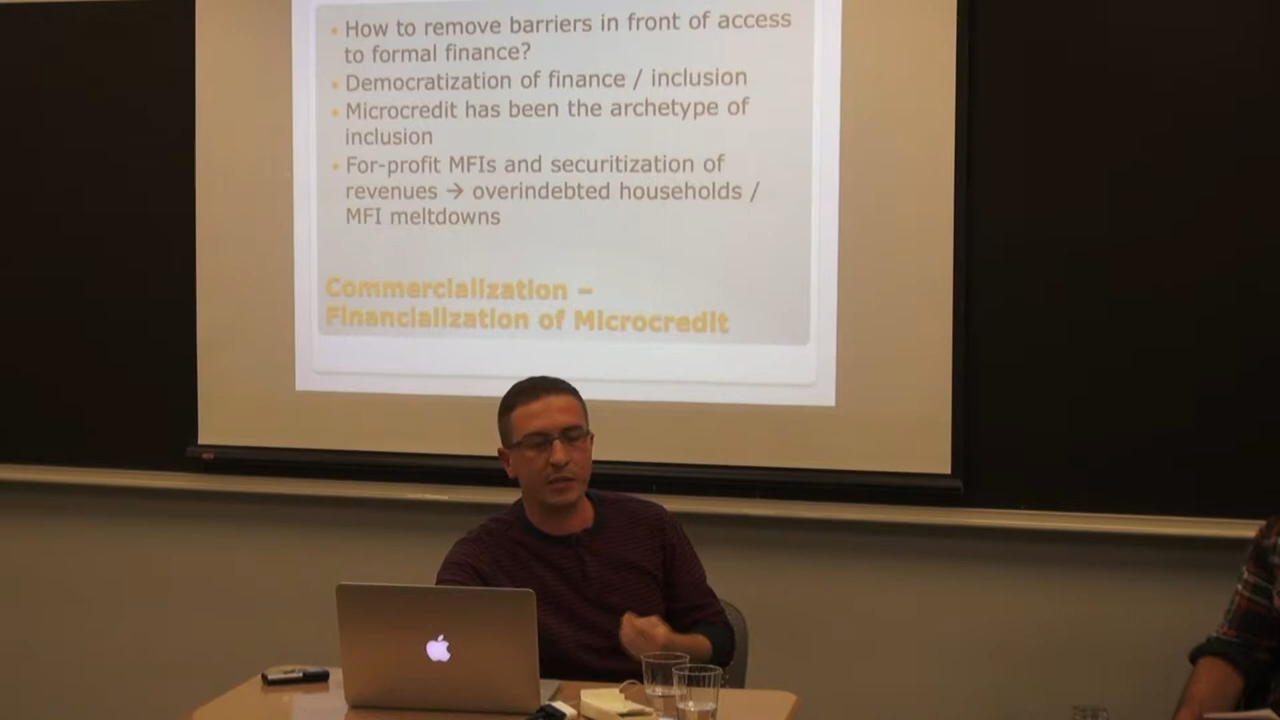 How to remove barriers in front of access
to formal finance?
Democratization of finance / inclusion
Microcredit has been the archetype of
inclusion
For-profit MFIs and securitization of
revenues → overindebted households /
MFI meltdowns
Commercialization –
Financialization of Microcredit